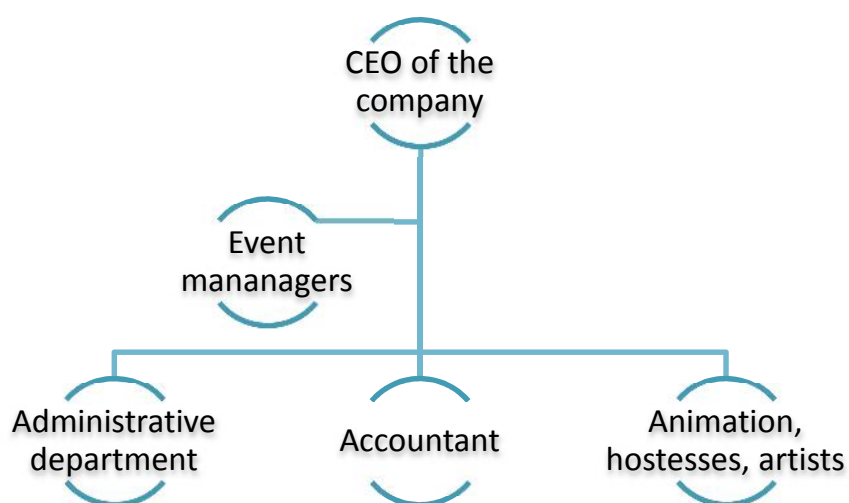 CEO of the
company
Event
mananagers
Administrative
department
Accountant
Animation,
hostesses, artists